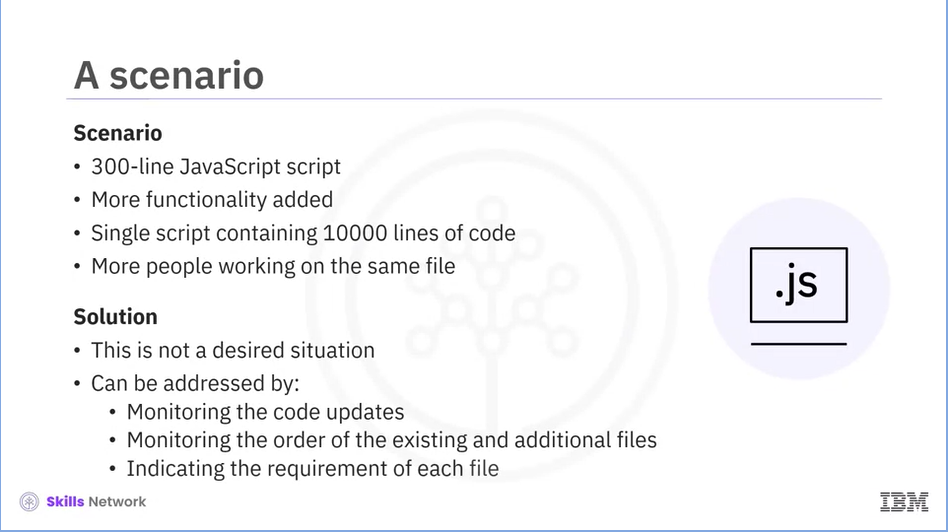 A scenario
Scenario
• 300-line JavaScript script
• More functionality added
• Single script containing 10000 lines of code
• More people working on the same file
.js
Solution
• This is not a desired situation
• Can be addressed by:
• Monitoring the code updates
• Monitoring the order of the existing and additional files
• Indicating the requirement of each file
Skills Network
IBM